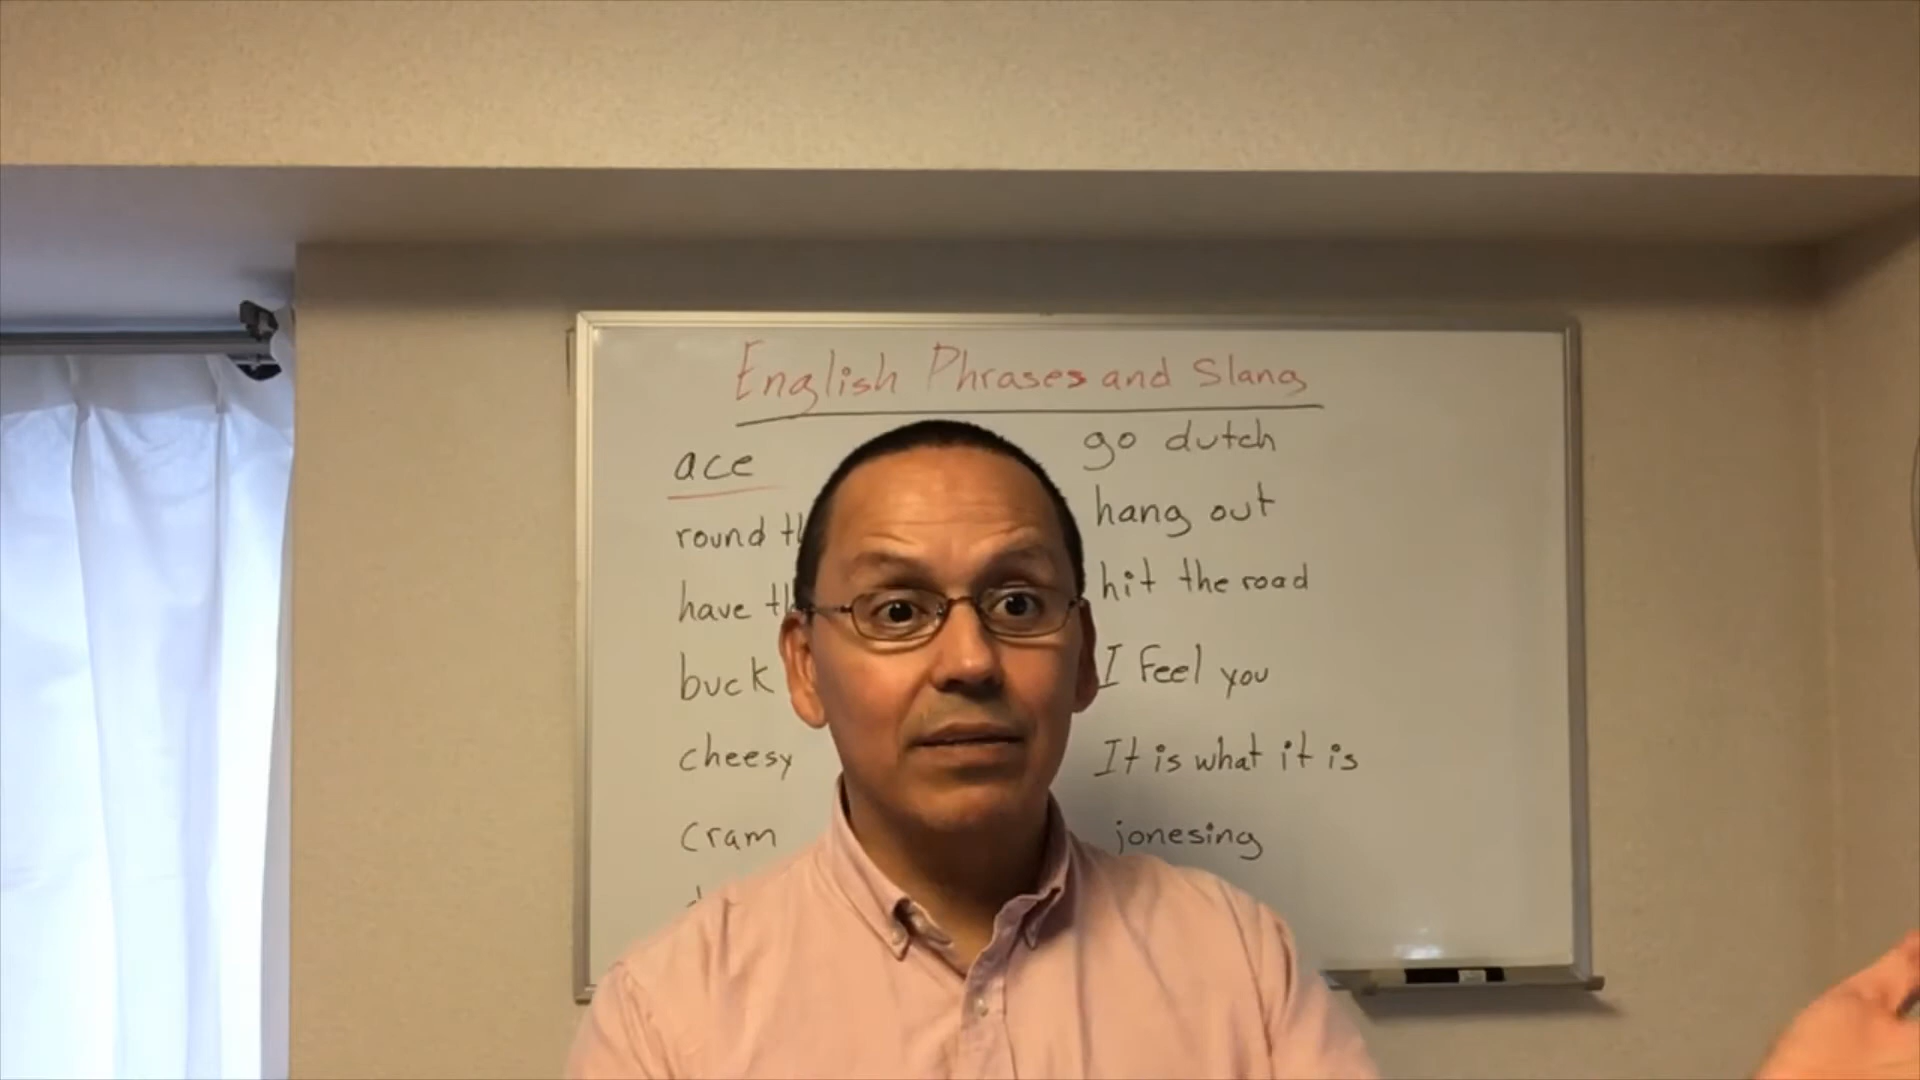 English Phrases and Slang
ace
round
have
buck
cheesy
cram
go dutch
hang out
hit the road
I feel you
It is what it is
jonesing